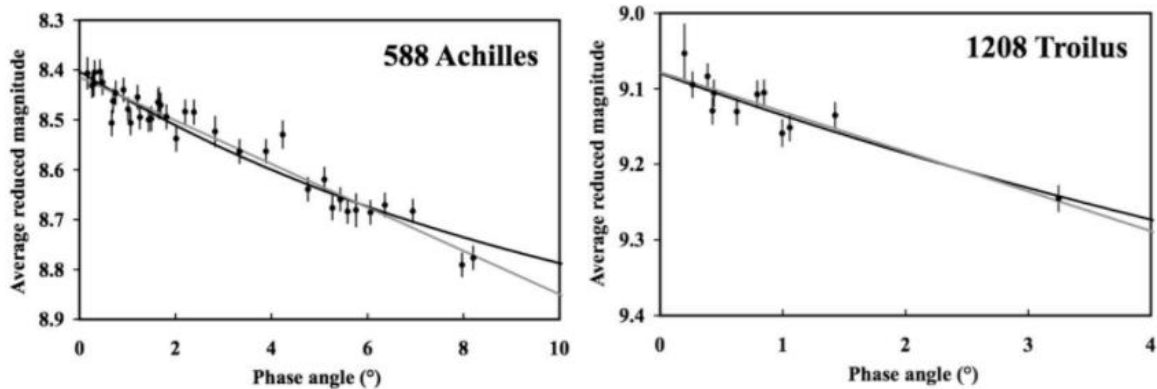 8.3
8.4
8.5
8.6
8.7
8.8
8.9
Average reduced magnitude
588 Achilles
0 2 4 6 8 10
Phase angle (°)
9.0
9.1
9.2
9.3
9.4
Average reduced magnitude
1208 Troilus
0 1 2 3 4
Phase angle (°)